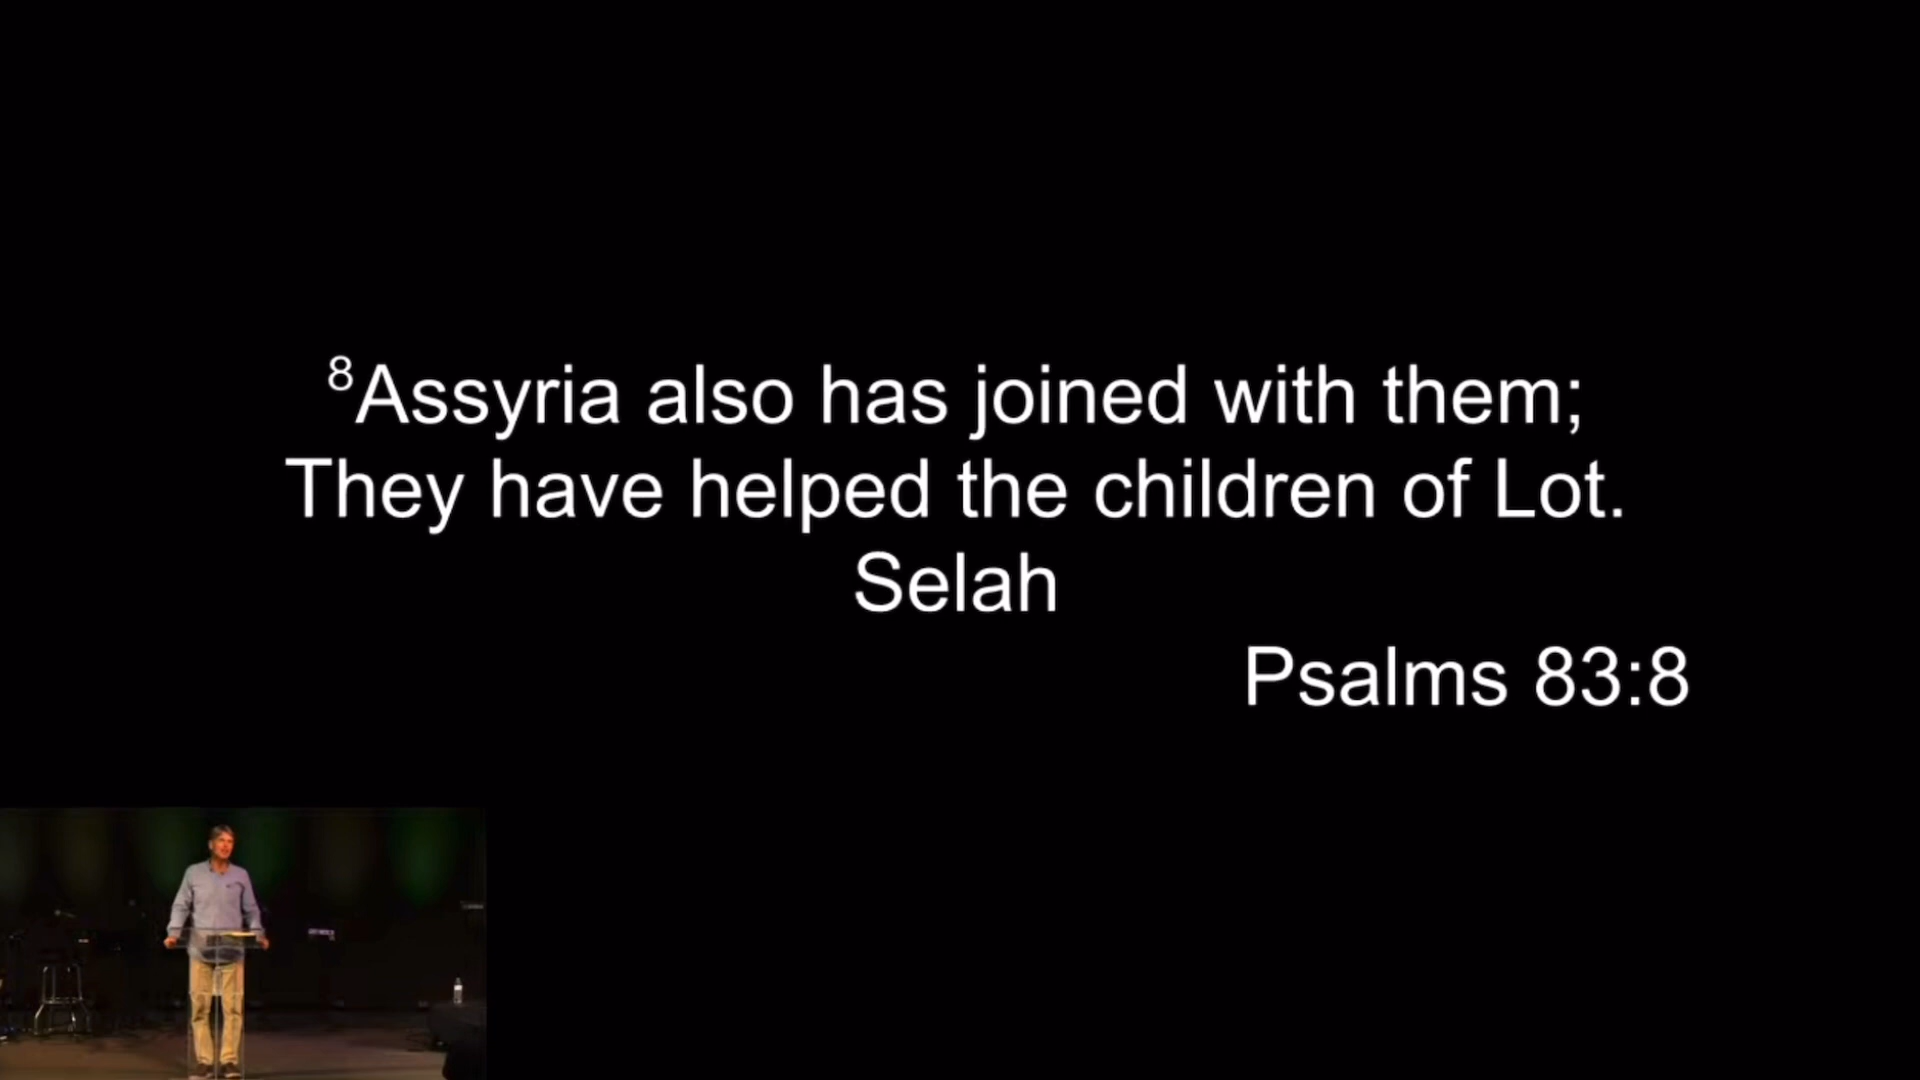 ⁸Assyria also has joined with them;
They have helped the children of Lot.
Selah
Psalms 83:8